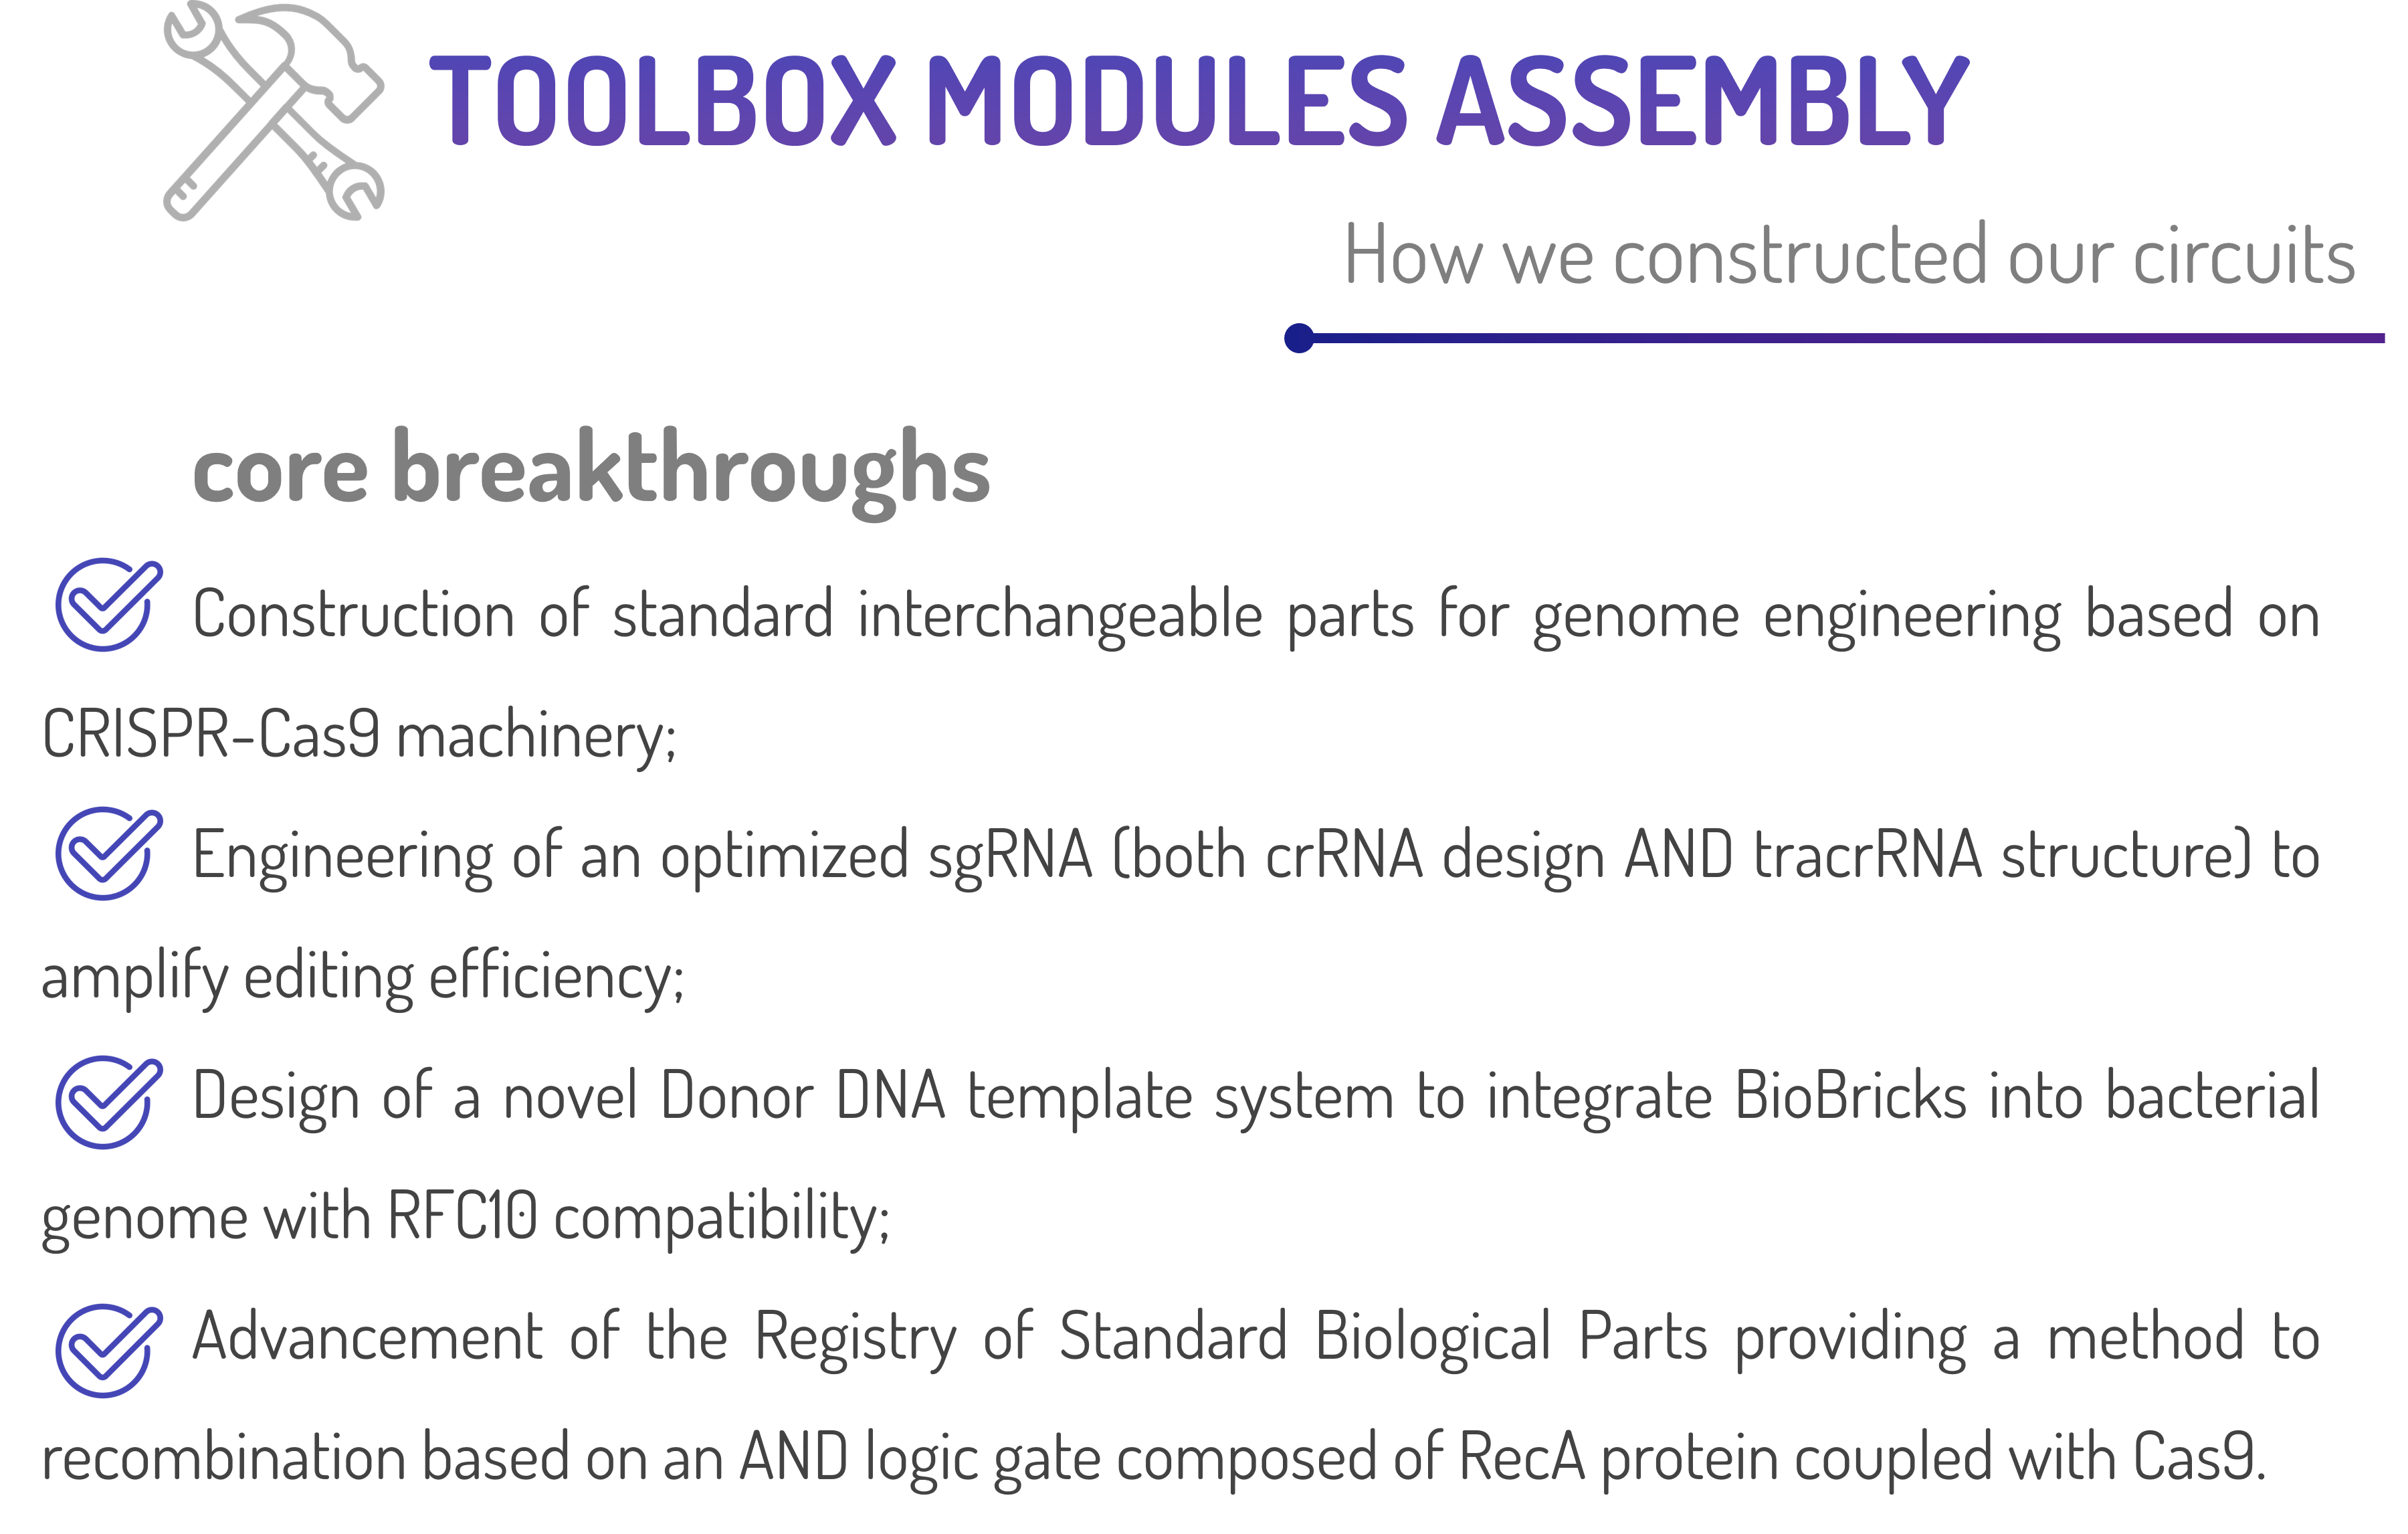 TOOLBOX MODULES ASSEMBLY
How we constructed our circuits
core breakthroughs
Construction of standard interchangeable parts for genome engineering based on
CRISPR-Cas9 machinery;
Engineering of an optimized sgRNA (both crRNA design AND tracrRNA structure) to
amplify editing efficiency;
Design of a novel Donor DNA template system to integrate BioBricks into bacterial
genome with RFC10 compatibility;
Advancement of the Registry of Standard Biological Parts providing a method to
recombination based on an AND logic gate composed of RecA protein coupled with Cas9.